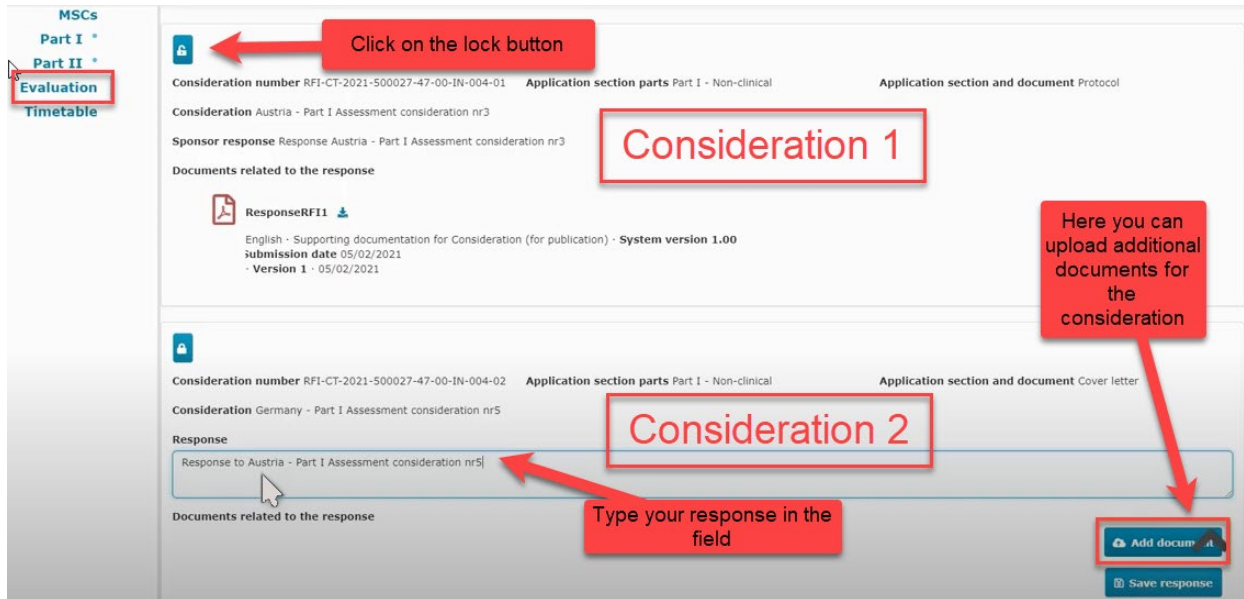 MSCs
Part I
Part II
Evaluation
Timetable
Click on the lock button
Consideration number RFI-CT-2021-500027-47-00-IN-004-01 Application section parts Part I - Non-clinical Application section and document Protocol
Consideration Austria - Part I Assessment consideration nr3
Sponsor response Response Austria - Part I Assessment consideration nr3
Consideration 1
Documents related to the response
ResponseRFI1
English · Supporting documentation for Consideration (for publication) · System version 1.00
Submission date 05/02/2021
· Version 1 · 05/02/2021
Here you can
upload additional
documents for
the
consideration
Consideration number RFI-CT-2021-500027-47-00-IN-004-02 Application section parts Part I - Non-clinical Application section and document Cover letter
Consideration Germany - Part I Assessment consideration nr5
Consideration 2
Response
Response to Austria - Part I Assessment consideration nr5
Type your response in the
field
Documents related to the response
Add document
Save response